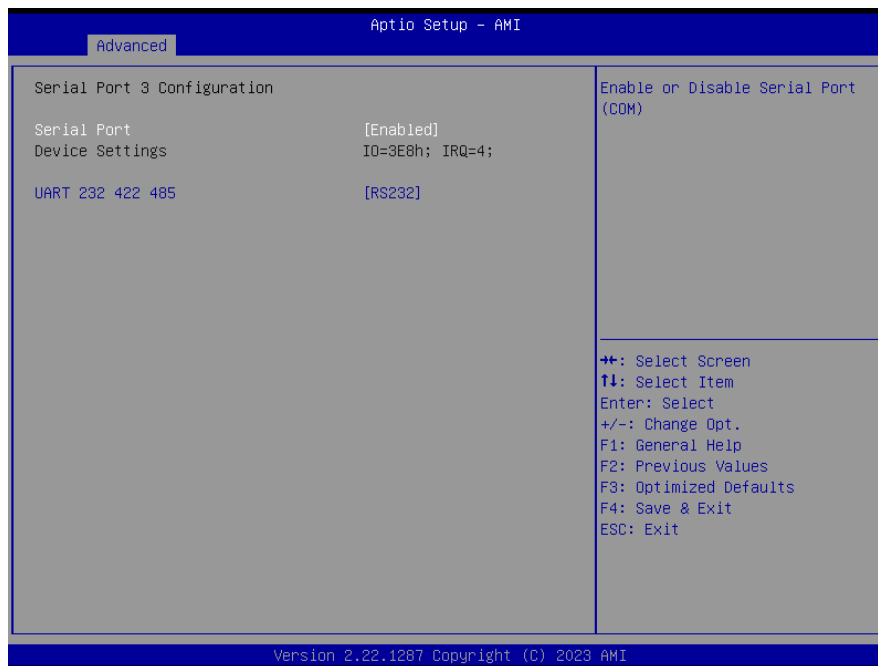 Aptio Setup - AMI
Advanced
Serial Port 3 Configuration
Serial Port [Enabled]
Device Settings IO=3E8h; IRQ=4;
UART 232 422 485 [RS232]
Enable or Disable Serial Port
(COM)
→←: Select Screen
↑↓: Select Item
Enter: Select
+/-: Change Opt.
F1: General Help
F2: Previous Values
F3: Optimized Defaults
F4: Save & Exit
ESC: Exit
Version 2.22.1287 Copyright (C) 2023 AMI